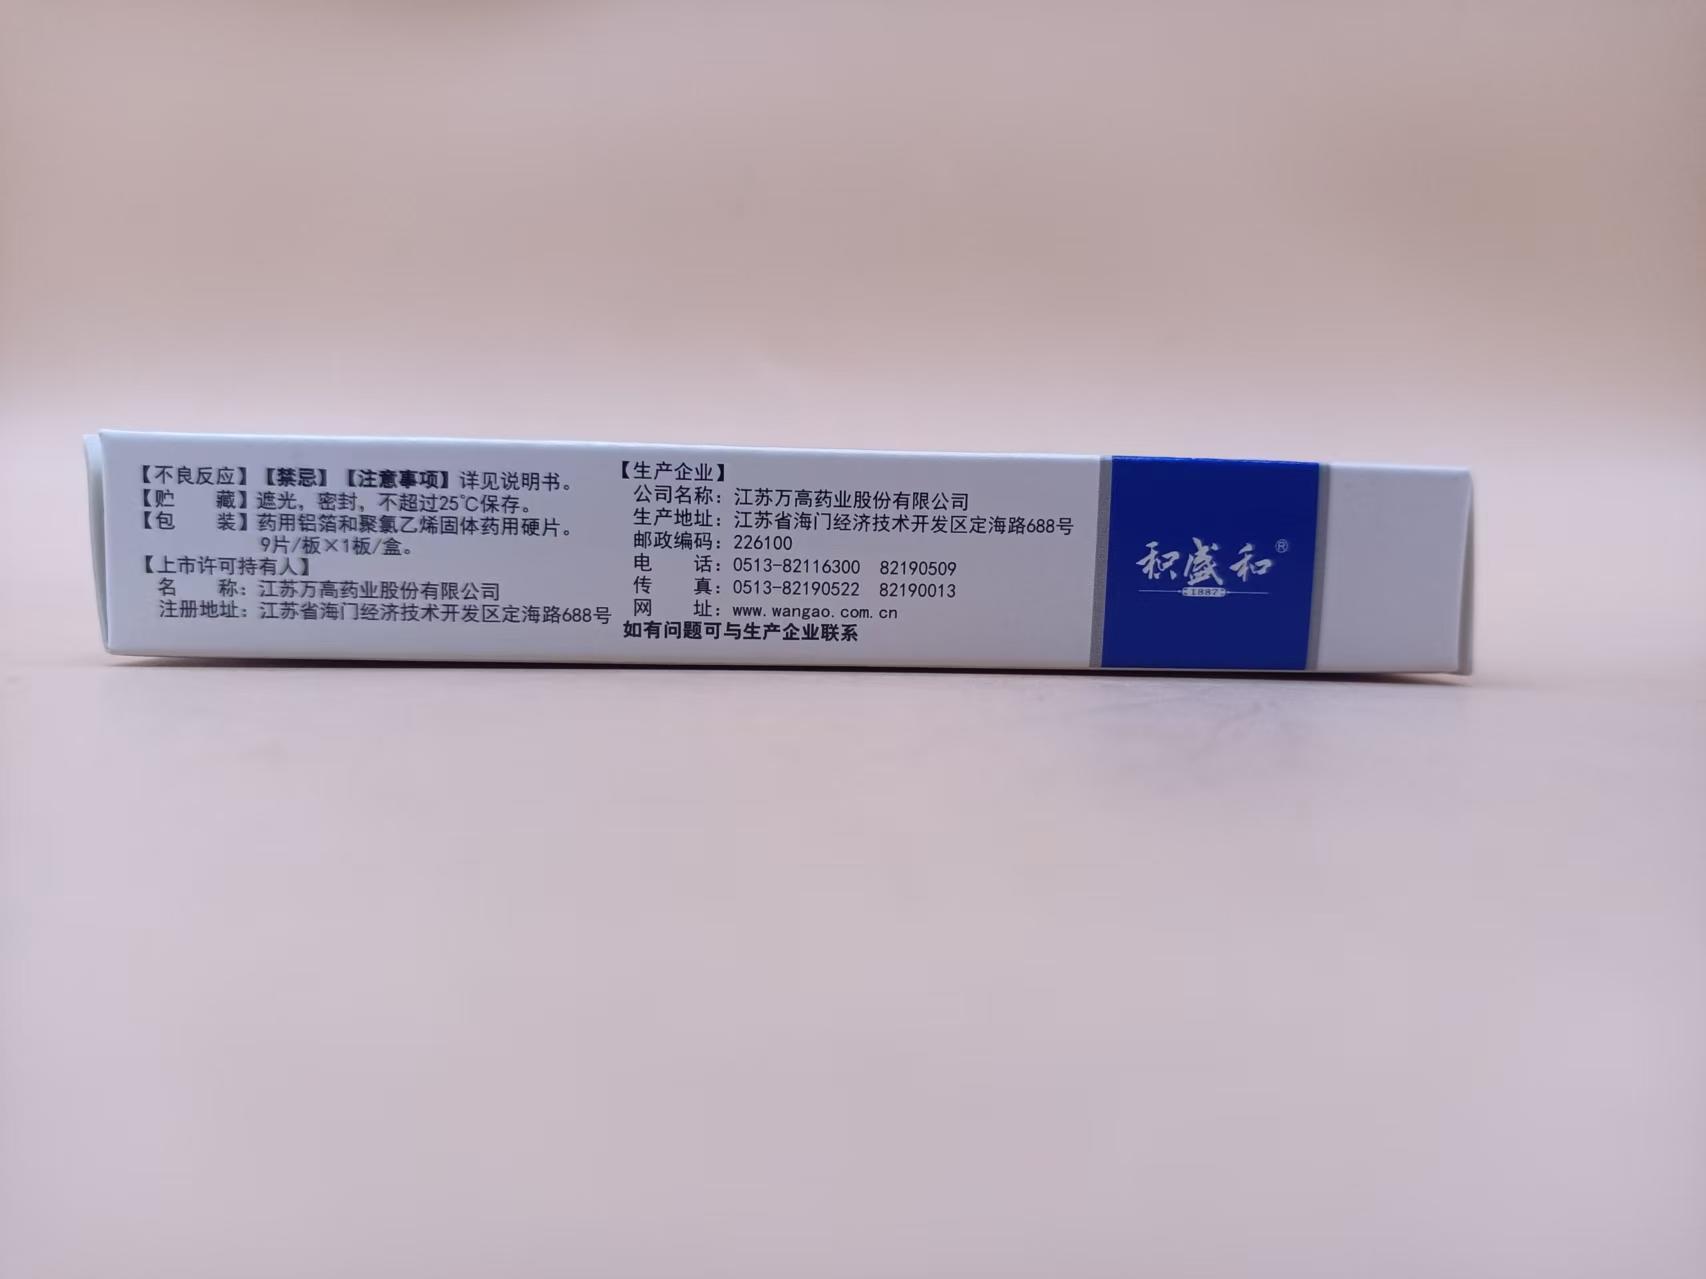 【不良反应】【禁忌】【注意事项】详见说明书。
【贮 藏】遮光，密封，不超过25℃保存。
【包 装】药用铝箔和聚氯乙烯固体药用硬片。
9片/板×1板/盒。
【上市许可持有人】
名 称：江苏万高药业股份有限公司
注册地址：江苏省海门经济技术开发区定海路688号
【生产企业】
公司名称：江苏万高药业股份有限公司
生产地址：江苏省海门经济技术开发区定海路688号
邮政编码：226100
电 话：0513-82116300 82190509
传 真：0513-82190522 82190013
网 址：www.wangao.com.cn
如有问题可与生产企业联系
积盛和®
1887